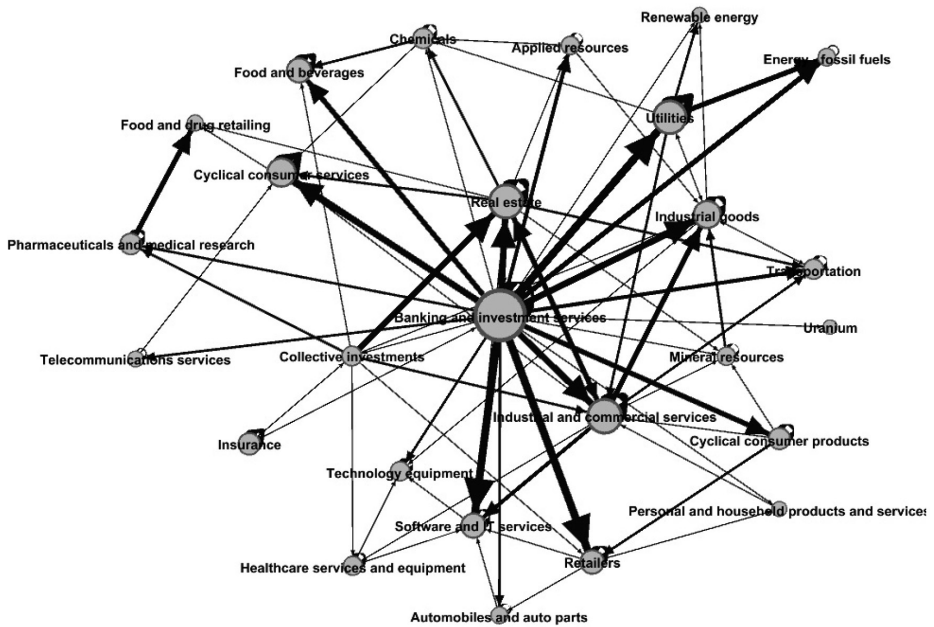 Renewable energy
Chemicals
Applied resources
Energy - fossil fuels
Food and beverages
Utilities
Food and drug retailing
Cyclical consumer services
Real estate
Industrial goods
Pharmaceuticals and medical research
Transportation
Banking and investment services
Uranium
Telecommunications services
Collective investments
Mineral resources
Industrial and commercial services
Insurance
Cyclical consumer products
Technology equipment
Personal and household products and services
Software and IT services
Healthcare services and equipment
Retailers
Automobiles and auto parts